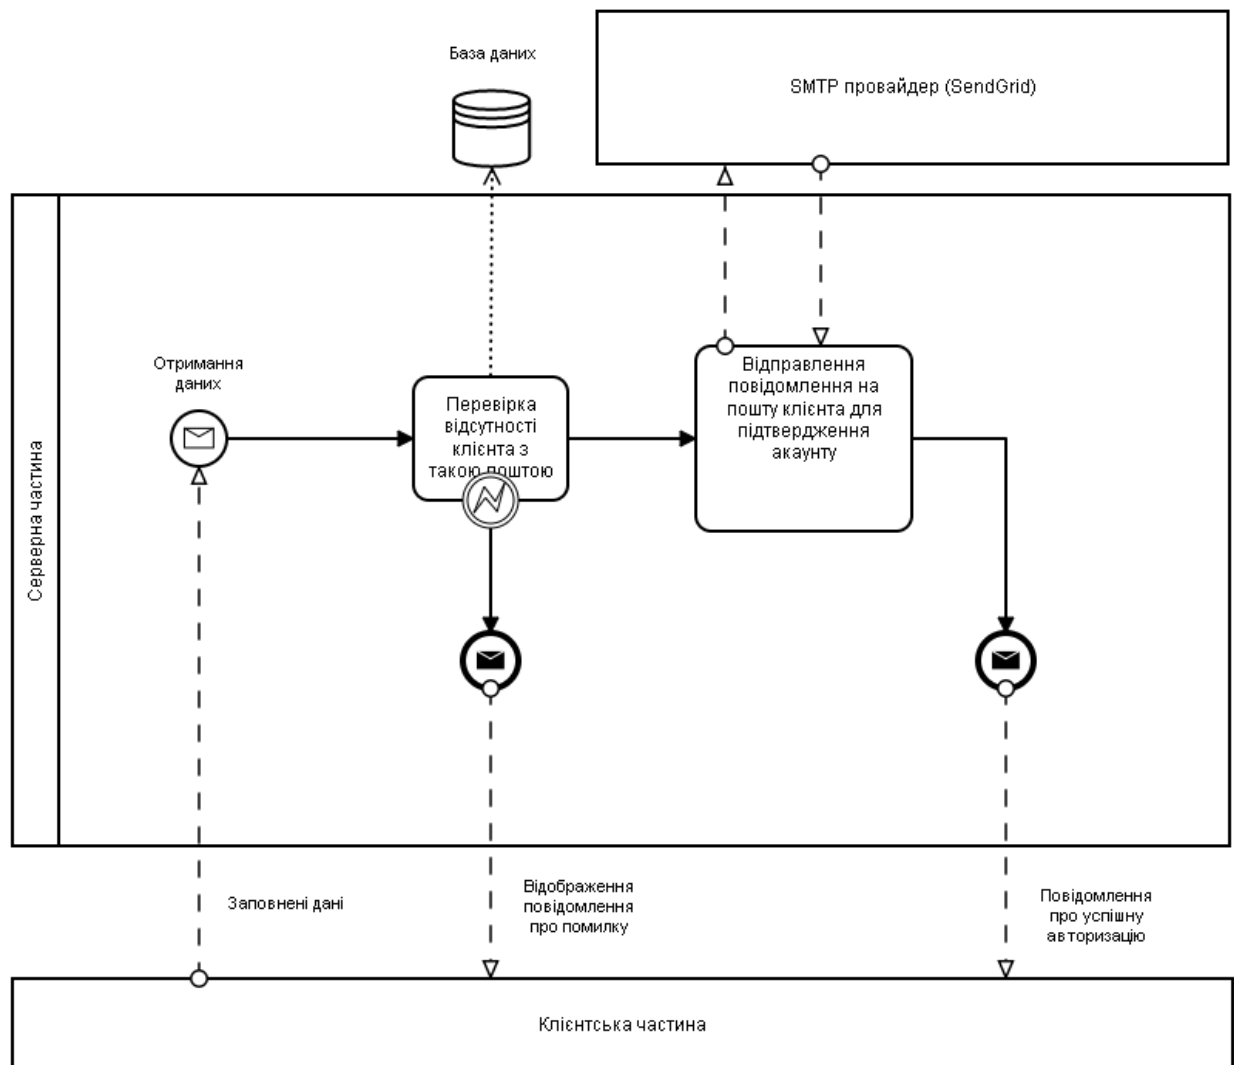 База даних
SMTP провайдер (SendGrid)
Отримання
даних
Перевірка
відсутності
клієнта з
такою поштою
Відправлення
повідомлення на
пошту клієнта для
підтвердження
акаунту
Серверна частина
Заповнені дані
Відображення
повідомлення
про помилку
Повідомлення
про успішну
авторизацію
Клієнтська частина